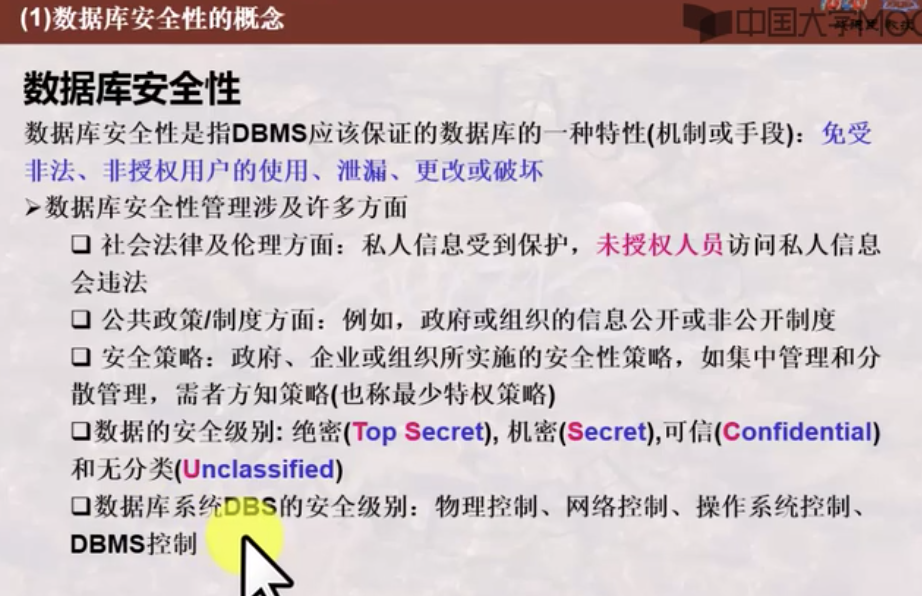 (1)数据库安全性的概念
中国大学MOO
数据库安全性
数据库安全性是指DBMS应该保证的数据库的一种特性(机制或手段)：免受
非法、非授权用户的使用、泄漏、更改或破坏
➢数据库安全性管理涉及许多方面
❑ 社会法律及伦理方面：私人信息受到保护，未授权人员访问私人信息
会违法
❑ 公共政策/制度方面：例如，政府或组织的信息公开或非公开制度
❑ 安全策略：政府、企业或组织所实施的安全性策略，如集中管理和分
散管理，需者方知策略(也称最少特权策略)
❑数据的安全级别: 绝密(Top Secret), 机密(Secret),可信(Confidential)
和无分类(Unclassified)
❑数据库系统DBS的安全级别：物理控制、网络控制、操作系统控制、
DBMS控制